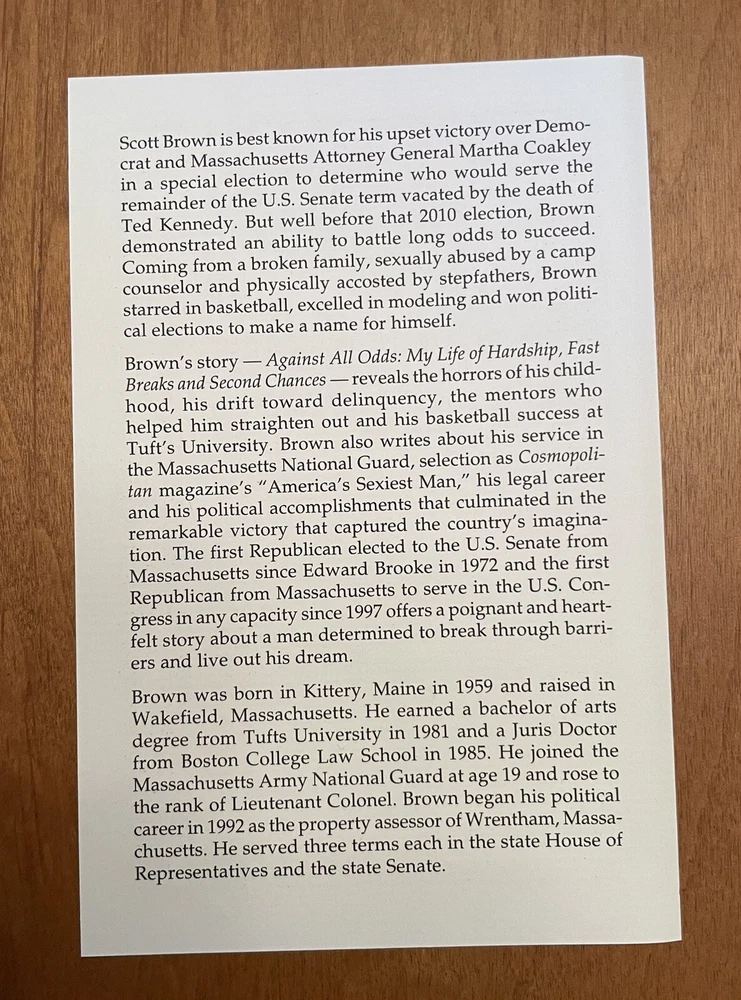 Scott Brown is best known for his upset victory over Demo-
crat and Massachusetts Attorney General Martha Coakley
in a special election to determine who would serve the
remainder of the U.S. Senate term vacated by the death of
Ted Kennedy. But well before that 2010 election, Brown
demonstrated an ability to battle long odds to succeed.
Coming from a broken family, sexually abused by a camp
counselor and physically accosted by stepfathers, Brown
starred in basketball, excelled in modeling and won politi-
cal elections to make a name for himself.
Brown's story — Against All Odds: My Life of Hardship, Fast
Breaks and Second Chances — reveals the horrors of his child-
hood, his drift toward delinquency, the mentors who
helped him straighten out and his basketball success at
Tuft's University. Brown also writes about his service in
the Massachusetts National Guard, selection as Cosmopoli-
tan magazine's “America's Sexiest Man,” his legal career
and his political accomplishments that culminated in the
remarkable victory that captured the country's imagina-
tion. The first Republican elected to the U.S. Senate from
Massachusetts since Edward Brooke in 1972 and the first
Republican from Massachusetts to serve in the U.S. Con-
gress in any capacity since 1997 offers a poignant and heart-
felt story about a man determined to break through barri-
ers and live out his dream.
Brown was born in Kittery, Maine in 1959 and raised in
Wakefield, Massachusetts. He earned a bachelor of arts
degree from Tufts University in 1981 and a Juris Doctor
from Boston College Law School in 1985. He joined the
Massachusetts Army National Guard at age 19 and rose to
the rank of Lieutenant Colonel. Brown began his political
career in 1992 as the property assessor of Wrentham, Massa-
chusetts. He served three terms each in the state House of
Representatives and the state Senate.